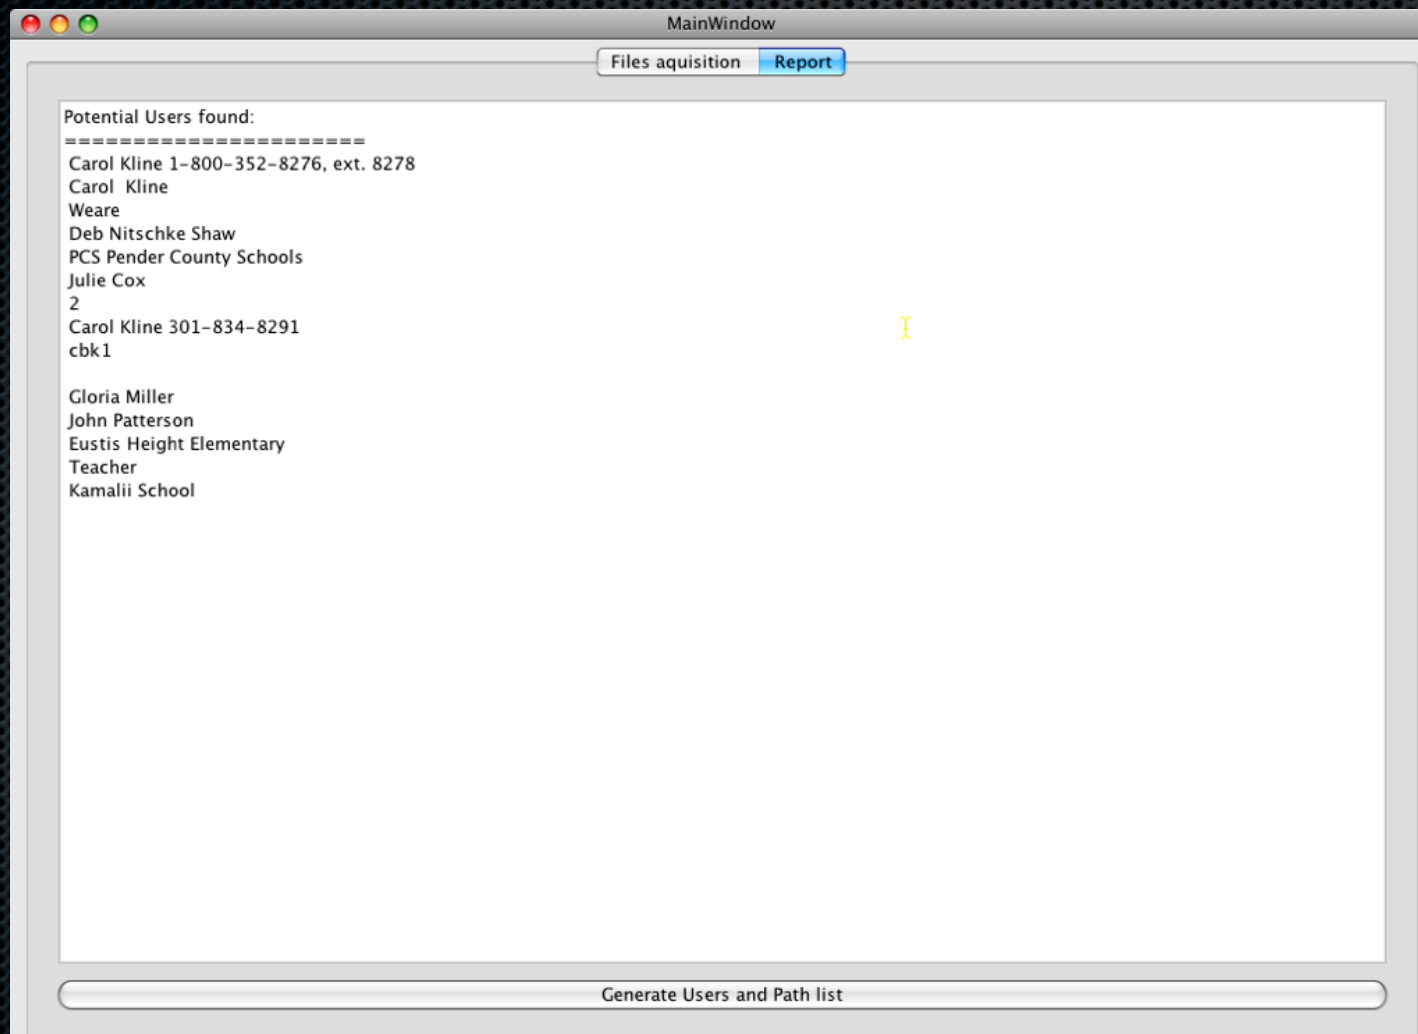 MainWindow
Files aquisition Report
Potential Users found:
======================
Carol Kline 1-800-352-8276, ext. 8278
Carol  Kline
Weare
Deb Nitschke Shaw
PCS Pender County Schools
Julie Cox
2
Carol Kline 301-834-8291
cbk1
Gloria Miller
John Patterson
Eustis Height Elementary
Teacher
Kamalii School
Generate Users and Path list